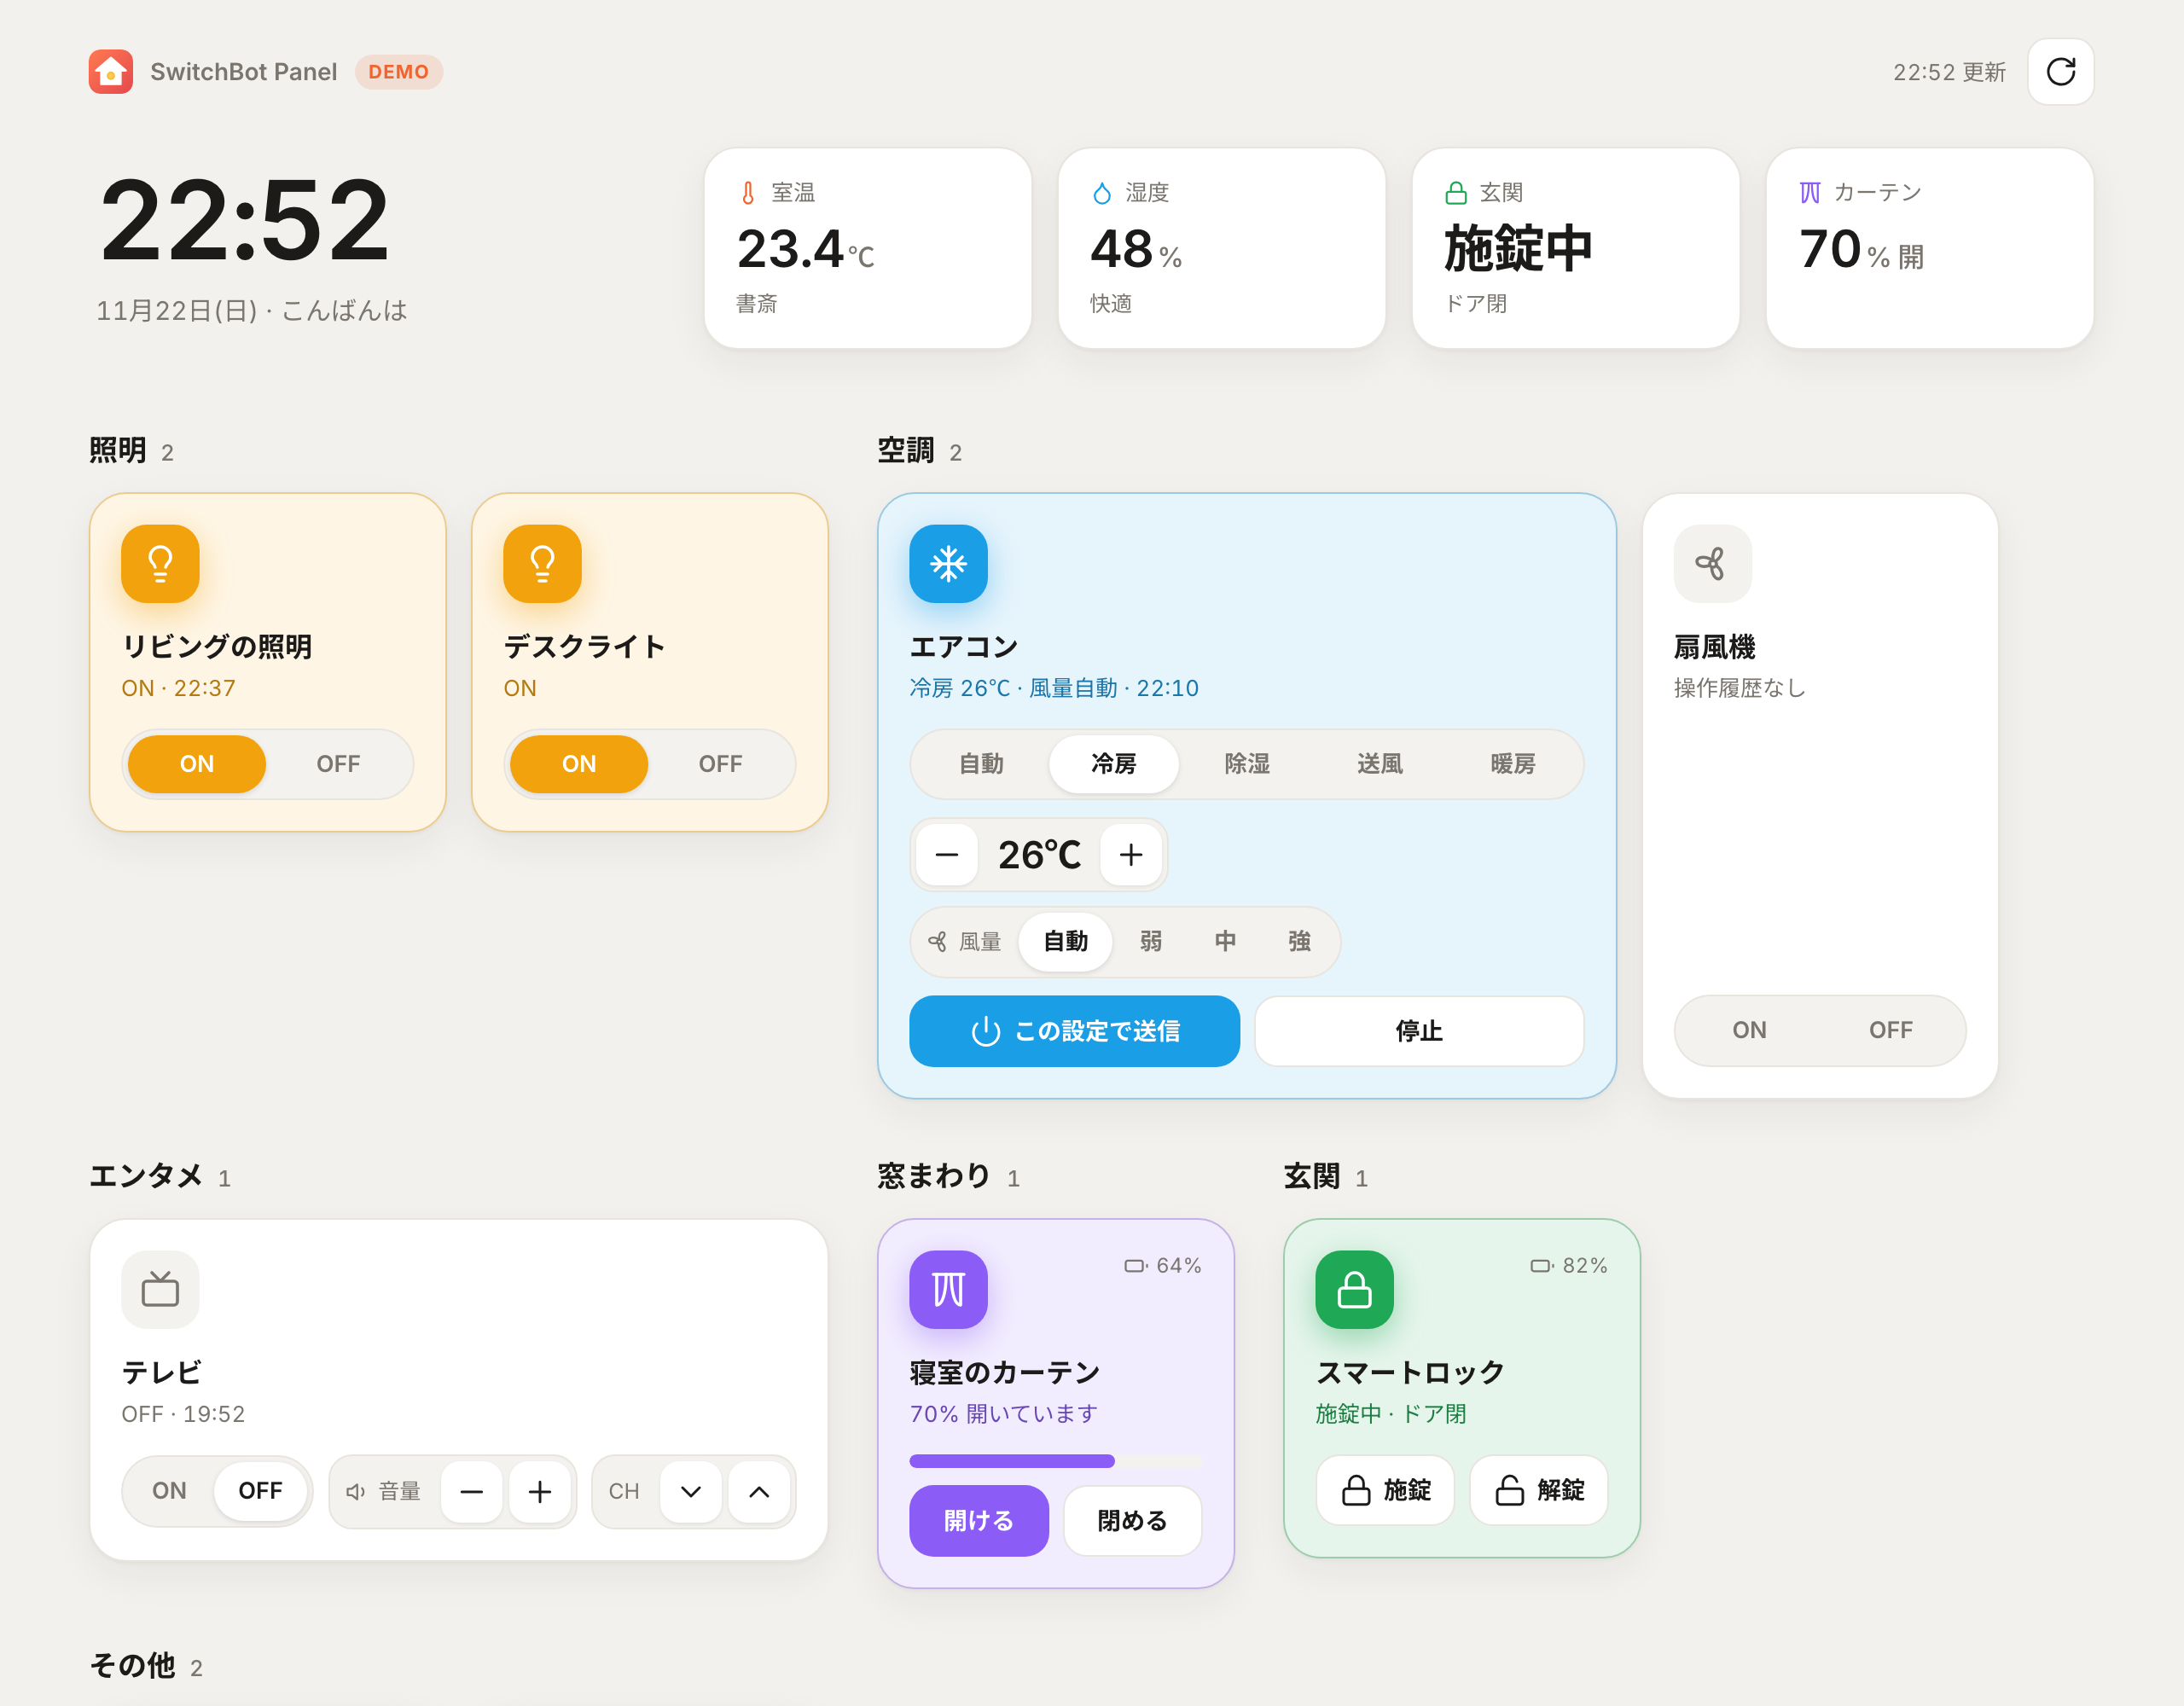 SwitchBot Panel DEMO
22:52 更新
22:52
11月22日(日) · こんばんは
室温
23.4℃
書斎
湿度
48%
快適
玄関
施錠中
ドア閉
カーテン
70% 開
照明 2
リビングの照明
ON · 22:37
ON OFF
デスクライト
ON
ON OFF
空調 2
エアコン
冷房 26℃ · 風量自動 · 22:10
自動 冷房 除湿 送風 暖房
26℃
風量 自動 弱 中 強
この設定で送信 停止
扇風機
操作履歴なし
ON OFF
エンタメ 1
テレビ
OFF · 19:52
ON OFF 音量 CH
窓まわり 1
64%
寝室のカーテン
70% 開いています
開ける 閉める
玄関 1
82%
スマートロック
施錠中 · ドア閉
施錠 解錠
その他 2